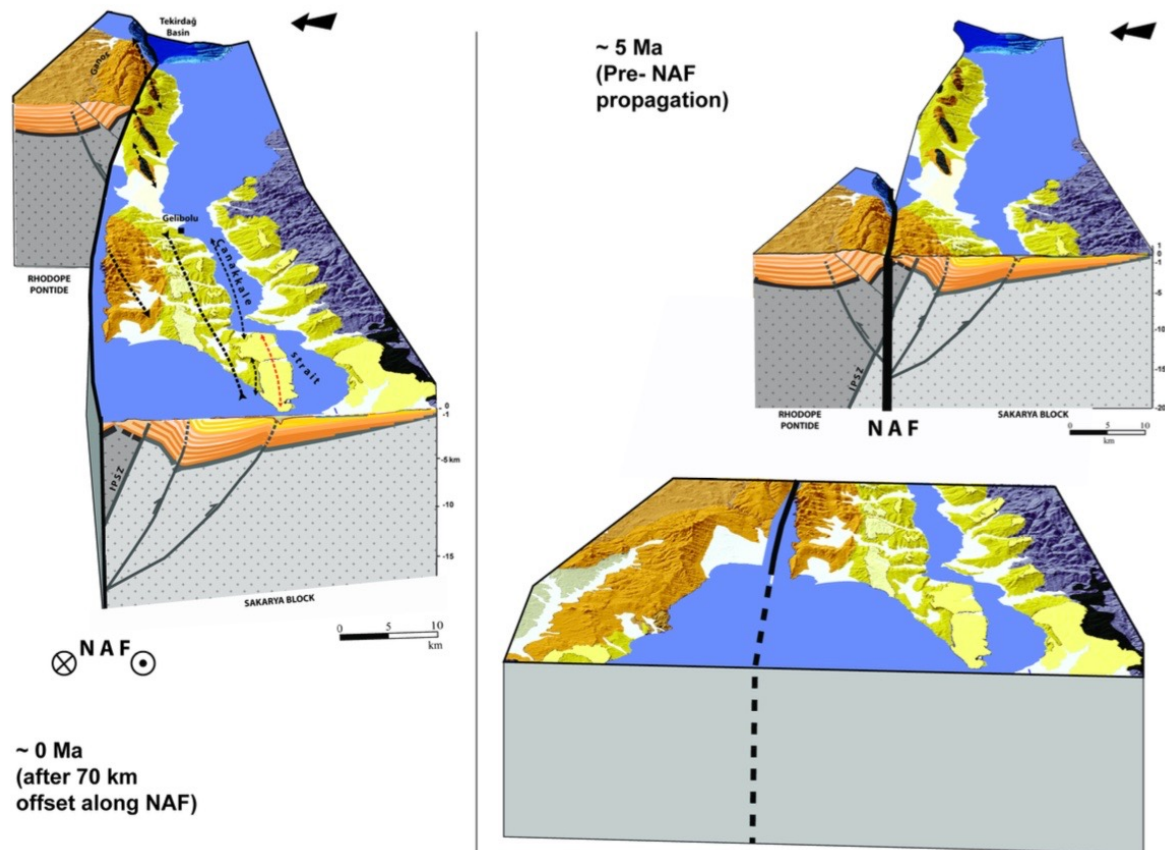 Tekirdağ
Basin
Ganos
Gelibolu
Çanakkale
strait
RHODOPE
PONTIDE
IPSZ
0
-1
-5 km
-10
-15
SAKARYA BLOCK
0 5 10
km
NAF
~ 0 Ma
(after 70 km
offset along NAF)
~ 5 Ma
(Pre- NAF
propagation)
1
0
-1
-5
-10
-15
-20
IPSZ
RHODOPE
PONTIDE
NAF
SAKARYA BLOCK
0 5 10
km